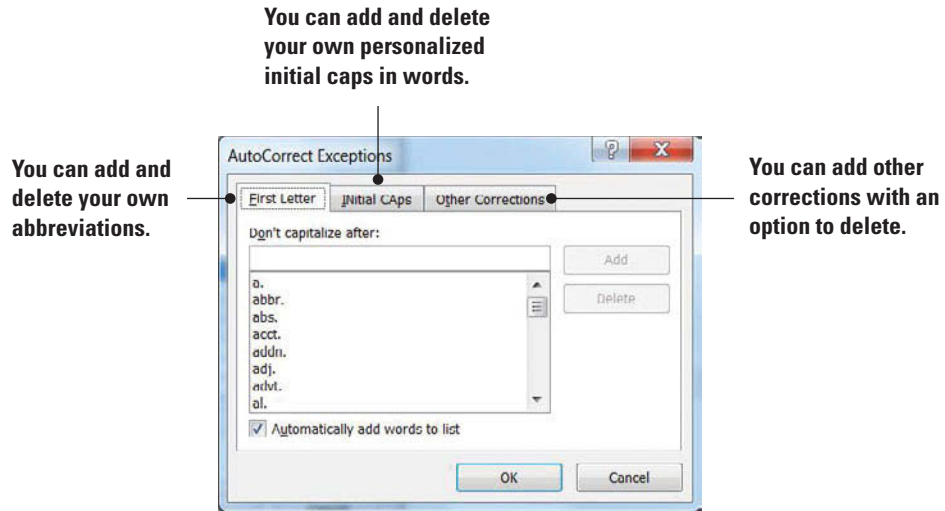 You can add and delete
your own personalized
initial caps in words.
You can add and
delete your own
abbreviations.
AutoCorrect Exceptions
First Letter
INitial CAps
Other Corrections
Don't capitalize after:
Add
a.
abbr.
abs.
acct.
addn.
adj.
advt.
al.
Delete
Automatically add words to list
OK
Cancel
You can add other
corrections with an
option to delete.